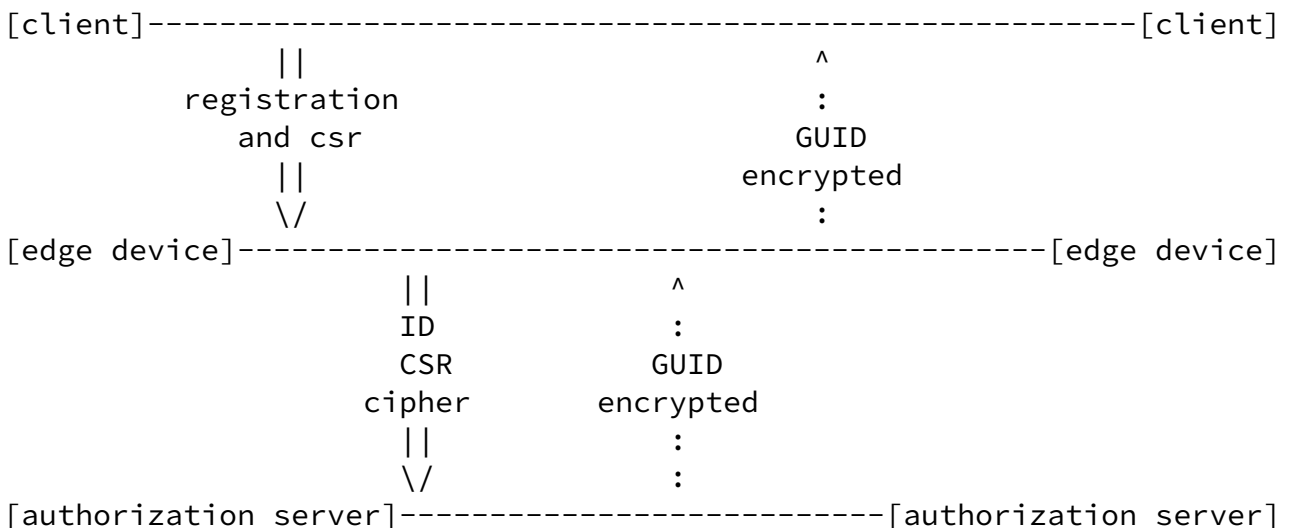 [client]-------------------------------------------------------[client]
               ||                             ^
          registration                        :
             and csr                         GUID
               ||                         encrypted
               \/                             :
[edge device]---------------------------------------------[edge device]
                      ||              ^
                      ID              :
                      CSR            GUID
                    cipher        encrypted
                      ||              :
                      \/              :
[authorization server]---------------------------[authorization server]